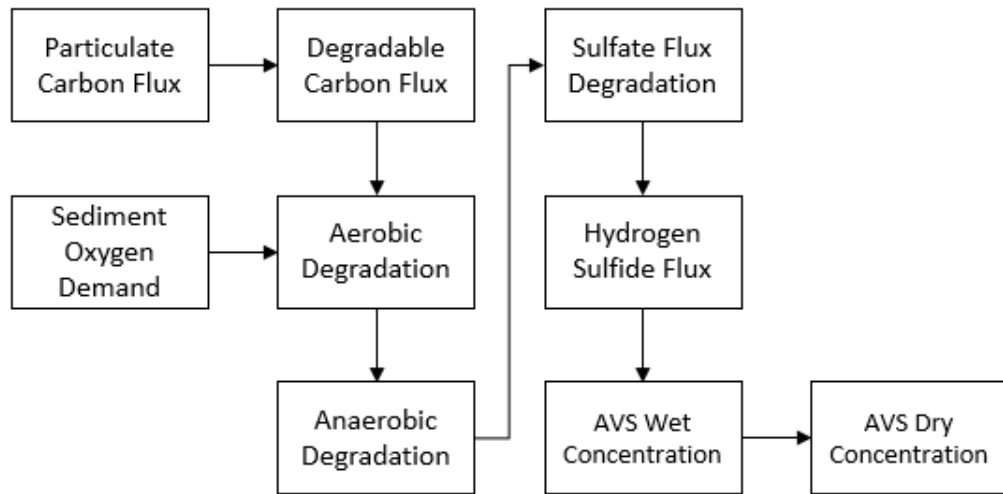 Particulate
Carbon Flux
Degradable
Carbon Flux
Sulfate Flux
Degradation
Sediment
Oxygen
Demand
Aerobic
Degradation
Hydrogen
Sulfide Flux
Anaerobic
Degradation
AVS Wet
Concentration
AVS Dry
Concentration